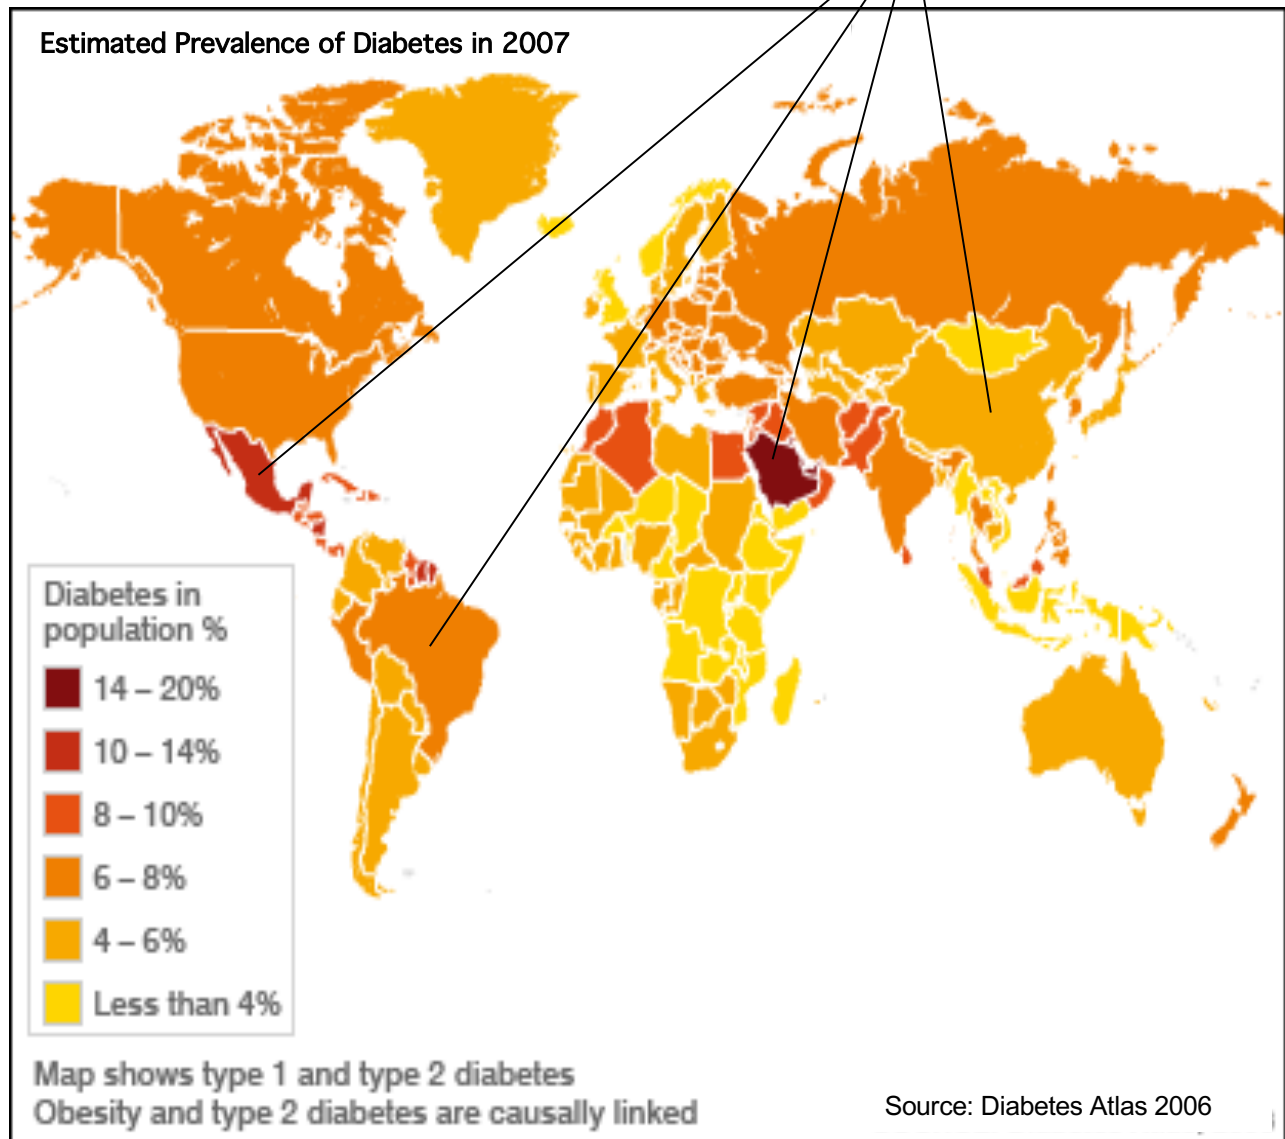 Estimated Prevalence of Diabetes in 2007
Diabetes in
population %
14 – 20%
10 – 14%
8 – 10%
6 – 8%
4 – 6%
Less than 4%
Map shows type 1 and type 2 diabetes
Obesity and type 2 diabetes are causally linked
Source: Diabetes Atlas 2006